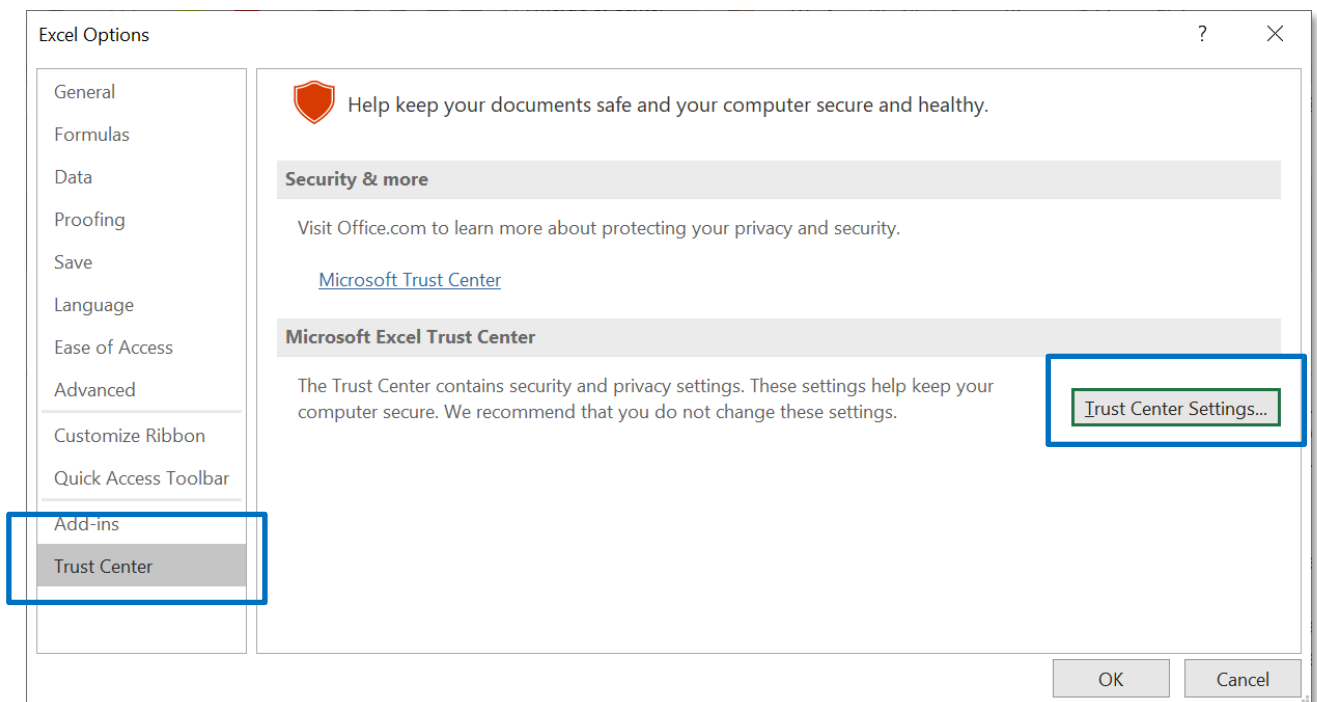 Excel Options
?
General
Formulas
Data
Proofing
Save
Language
Ease of Access
Advanced
Customize Ribbon
Quick Access Toolbar
Add-ins
Trust Center
Help keep your documents safe and your computer secure and healthy.
Security & more
Visit Office.com to learn more about protecting your privacy and security.
Microsoft Trust Center
Microsoft Excel Trust Center
The Trust Center contains security and privacy settings. These settings help keep your
computer secure. We recommend that you do not change these settings.
Trust Center Settings...
OK
Cancel